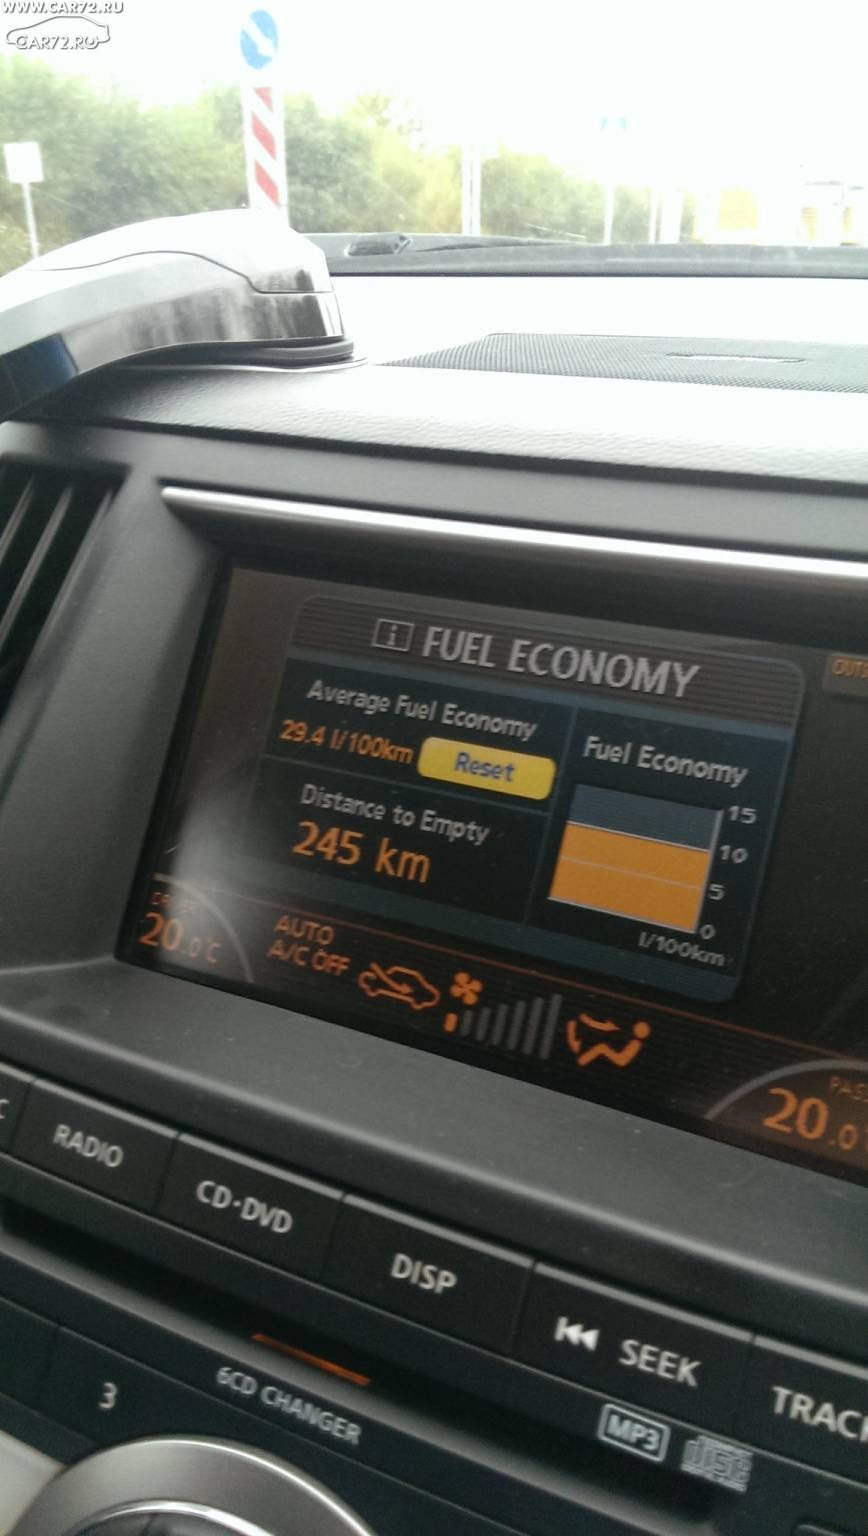 WWW.CAR72.RU
CAR72.RU
i FUEL ECONOMY
Average Fuel Economy
29.4 l/100km Reset
Distance to Empty
245 km
Fuel Economy
15
10
5
0
l/100km
20.0°C
AUTO
A/C OFF
20.0
RADIO
CD·DVD
DISP
SEEK
3
6CD CHANGER
MP3